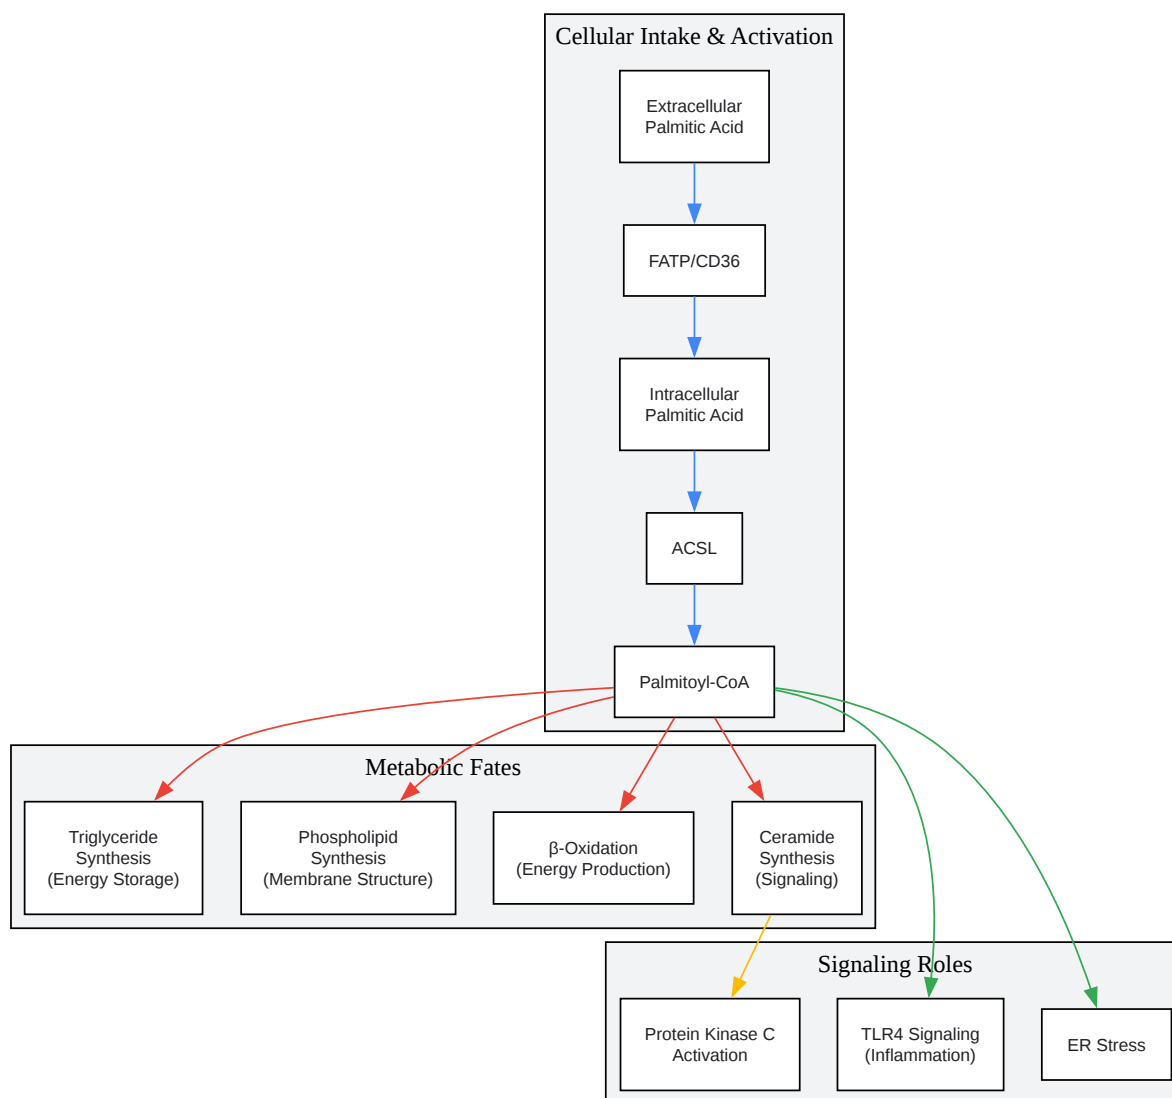 Cellular Intake & Activation
Extracellular
Palmitic Acid
FATP/CD36
Intracellular
Palmitic Acid
ACSL
Palmitoyl-CoA
Metabolic Fates
Triglyceride
Synthesis
(Energy Storage)
Phospholipid
Synthesis
(Membrane Structure)
β-Oxidation
(Energy Production)
Ceramide
Synthesis
(Signaling)
Signaling Roles
Protein Kinase C
Activation
TLR4 Signaling
(Inflammation)
ER Stress